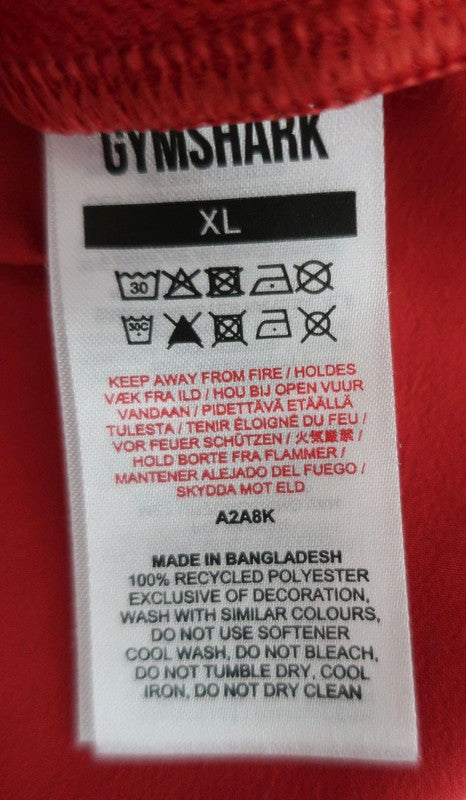 GYMSHARK
XL
30
30C
KEEP AWAY FROM FIRE / HOLDES
VÆK FRA ILD / HOU BIJ OPEN VUUR
VANDAAN / PIDETTÄVÄ ETÄÄLLÄ
TULESTA / TENIR ÉLOIGNÉ DU FEU /
VOR FEUER SCHÜTZEN / 火気厳禁 /
HOLD BORTE FRA FLAMMER /
MANTENER ALEJADO DEL FUEGO /
SKYDDA MOT ELD
A2A8K
MADE IN BANGLADESH
100% RECYCLED POLYESTER
EXCLUSIVE OF DECORATION,
WASH WITH SIMILAR COLOURS,
DO NOT USE SOFTENER
COOL WASH, DO NOT BLEACH,
DO NOT TUMBLE DRY, COOL
IRON, DO NOT DRY CLEAN